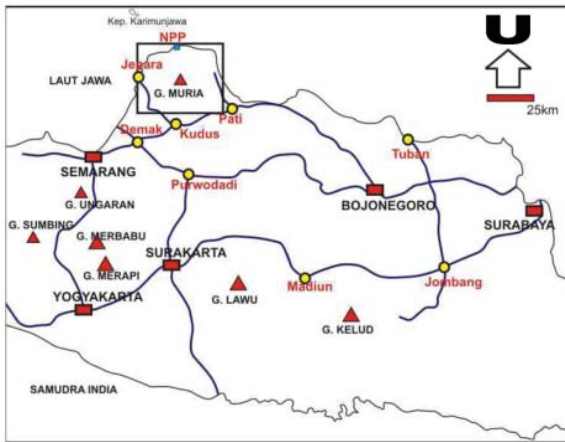 Kep. Karimunjawa
NPP
U
Jepara
LAUT JAWA
G. MURIA
25km
Pati
Demak
Kudus
Tuban
SEMARANG
Purwodadi
G. UNGARAN
BOJONEGORO
SURABAYA
G. SUMBING
G. MERBABU
SURAKARTA
G. MERAPI
Jombang
Madiun
G. LAWU
YOGYAKARTA
G. KELUD
SAMUDRA INDIA